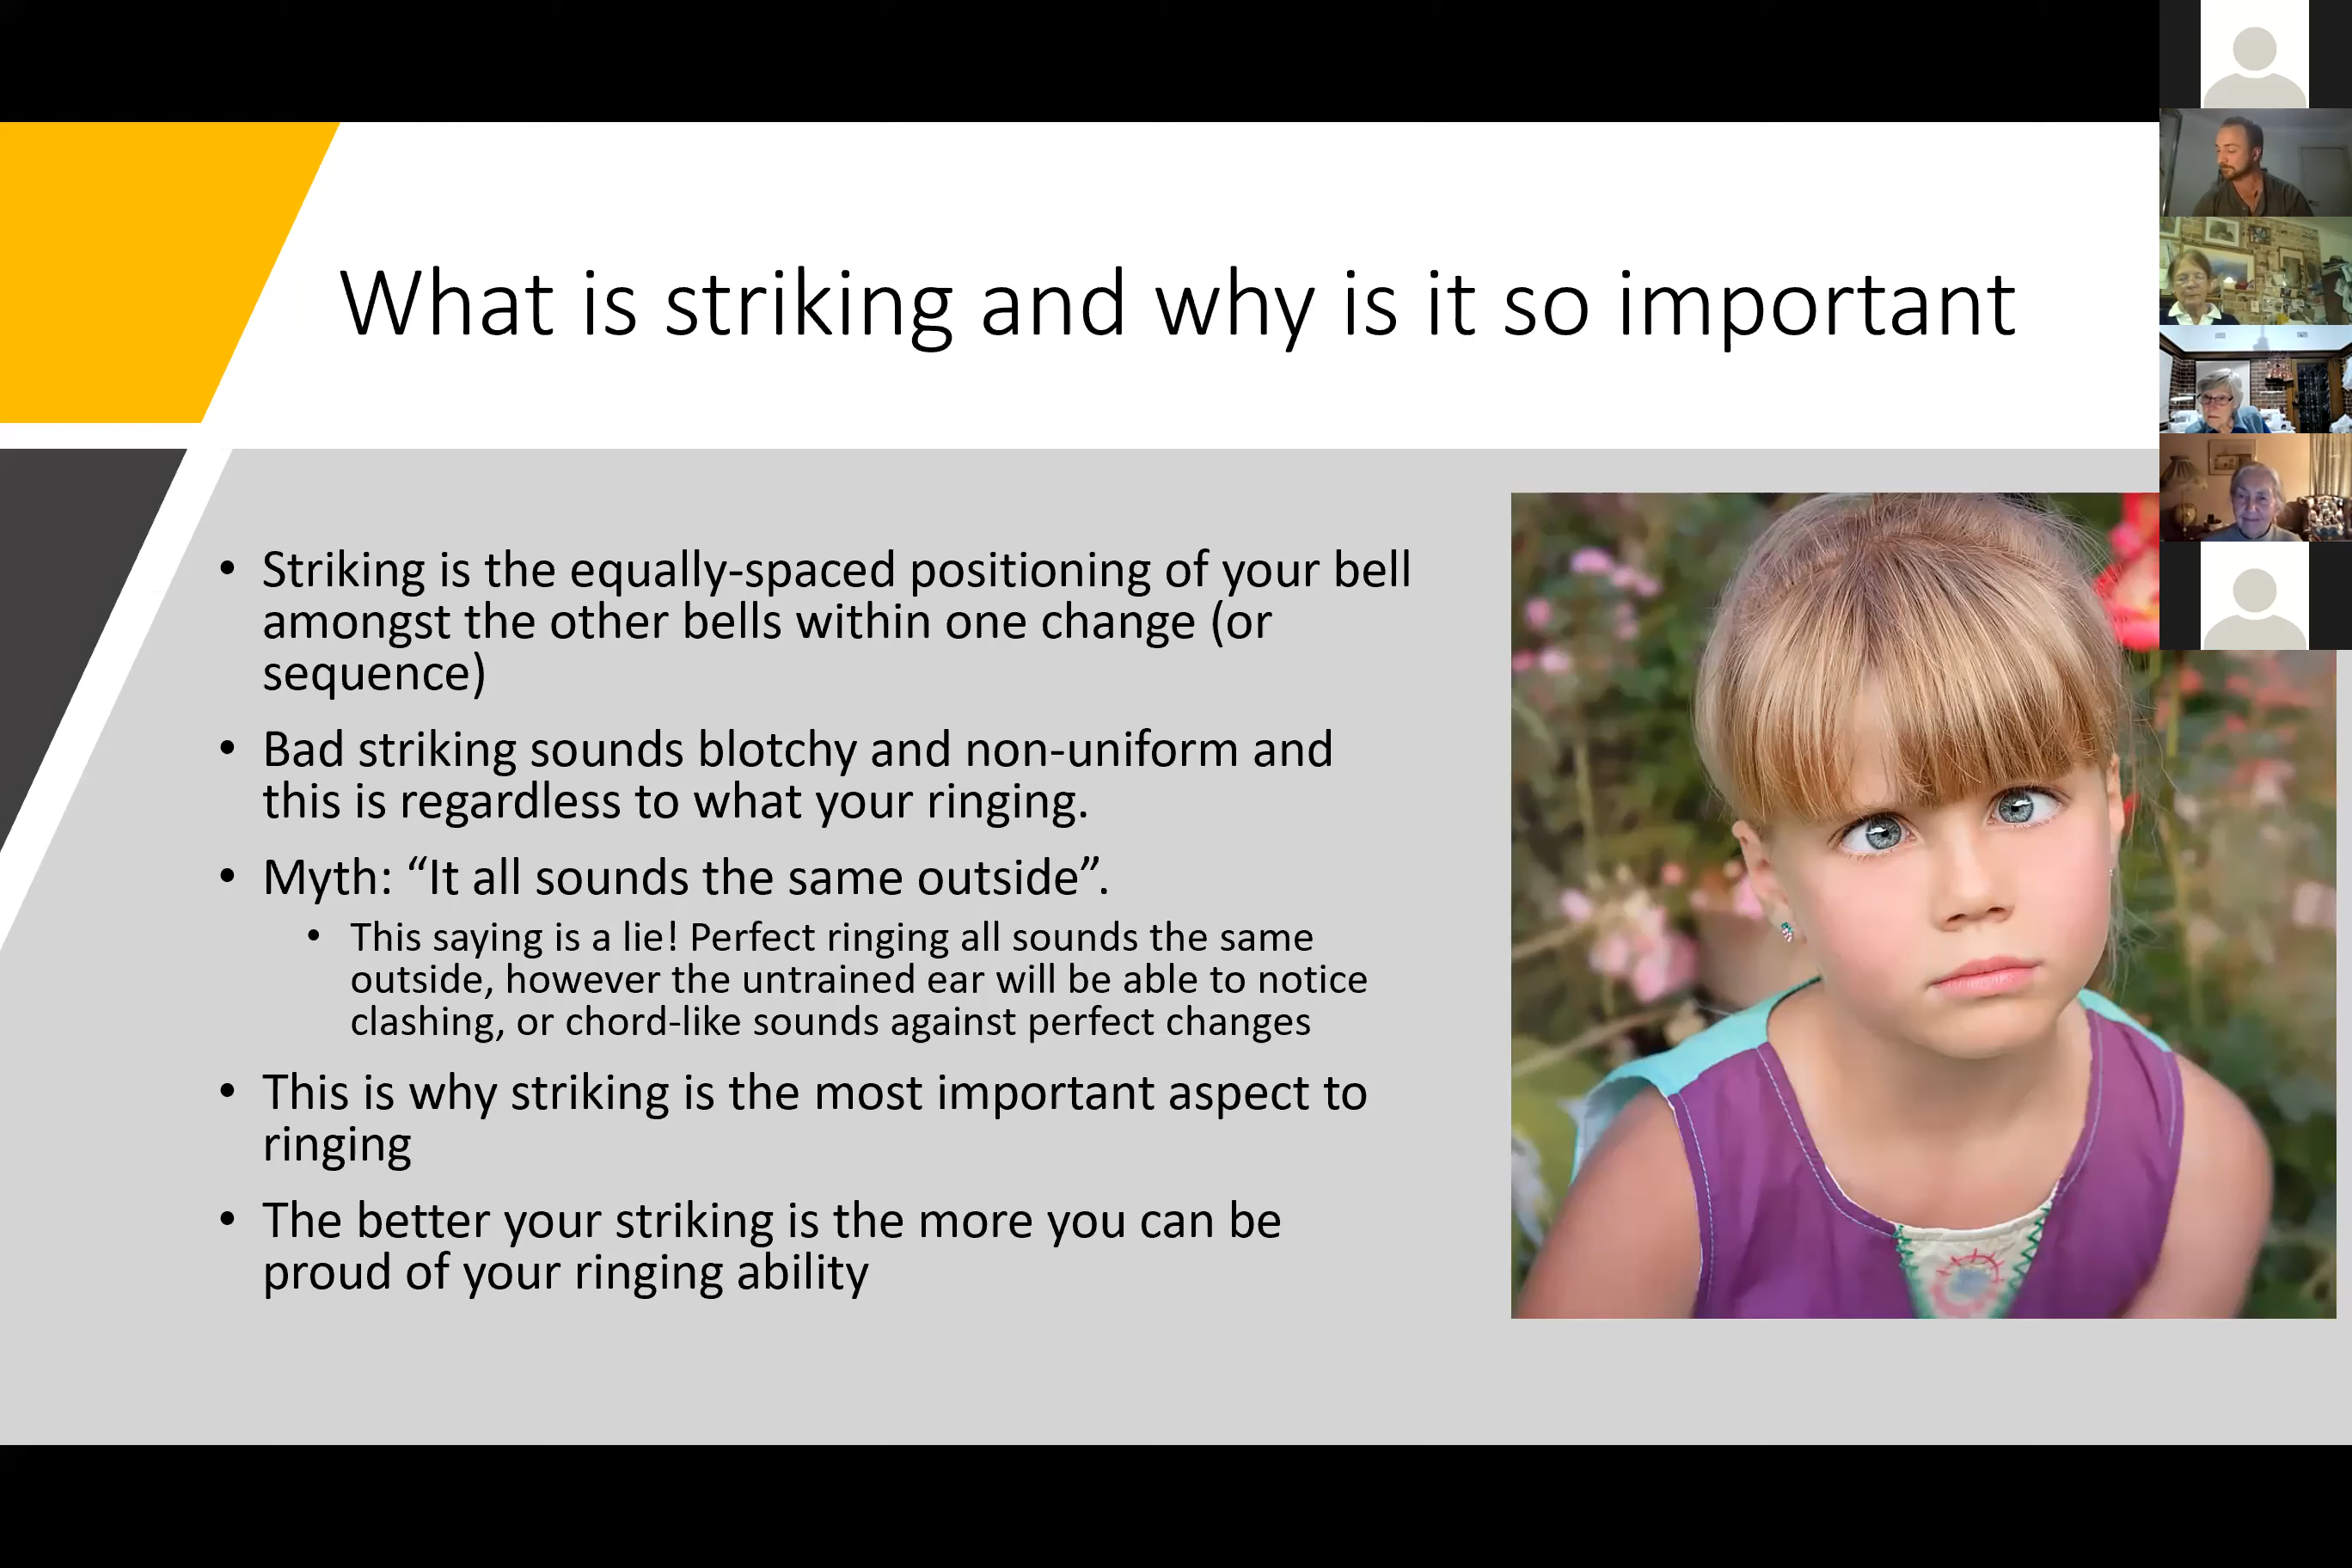 What is striking and why is it so important
• Striking is the equally-spaced positioning of your bell
amongst the other bells within one change (or
sequence)
• Bad striking sounds blotchy and non-uniform and
this is regardless to what your ringing.
• Myth: “It all sounds the same outside”.
• This saying is a lie! Perfect ringing all sounds the same
outside, however the untrained ear will be able to notice
clashing, or chord-like sounds against perfect changes
• This is why striking is the most important aspect to
ringing
• The better your striking is the more you can be
proud of your ringing ability